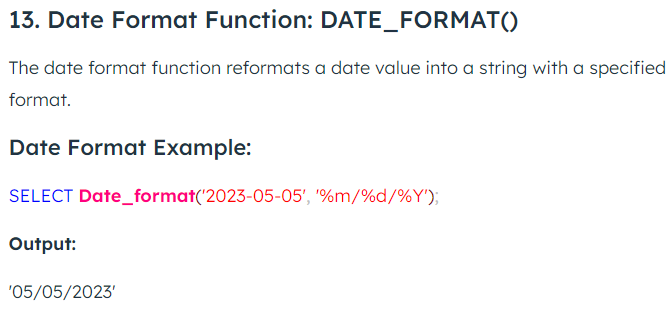 13. Date Format Function: DATE_FORMAT()
The date format function reformats a date value into a string with a specified
format.
Date Format Example:
SELECT Date_format('2023-05-05', '%m/%d/%Y');
Output:
'05/05/2023'